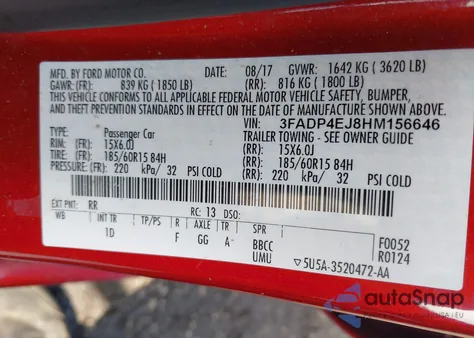 MFD. BY FORD MOTOR CO. DATE: 08/17 GVWR: 1642 KG ( 3620 LB)
GAWR: (FR): 839 KG ( 1850 LB) (RR): 816 KG ( 1800 LB)
THIS VEHICLE CONFORMS TO ALL APPLICABLE FEDERAL MOTOR VEHICLE SAFETY, BUMPER,
AND THEFT PREVENTION STANDARDS IN EFFECT ON THE DATE OF MANUFACTURE SHOWN ABOVE.
VIN: 3FADP4EJ8HM156646
TYPE: Passenger Car TRAILER TOWING - SEE OWNER GUIDE
RIM: (FR): 15X6.0J (RR): 15X6.0J
TIRE: (FR): 185/60R15 84H (RR): 185/60R15 84H
PRESSURE: (FR): 220 kPa/ 32 PSI COLD (RR): 220 kPa/ 32 PSI COLD
EXT PNT: RR RC: 13 DSO:
WB INT TR TP/PS R AXLE TR SPR
1D F GG A BBCC
UMU
F0052
R0124
▽5U5A-3520472-AA
autoSnap